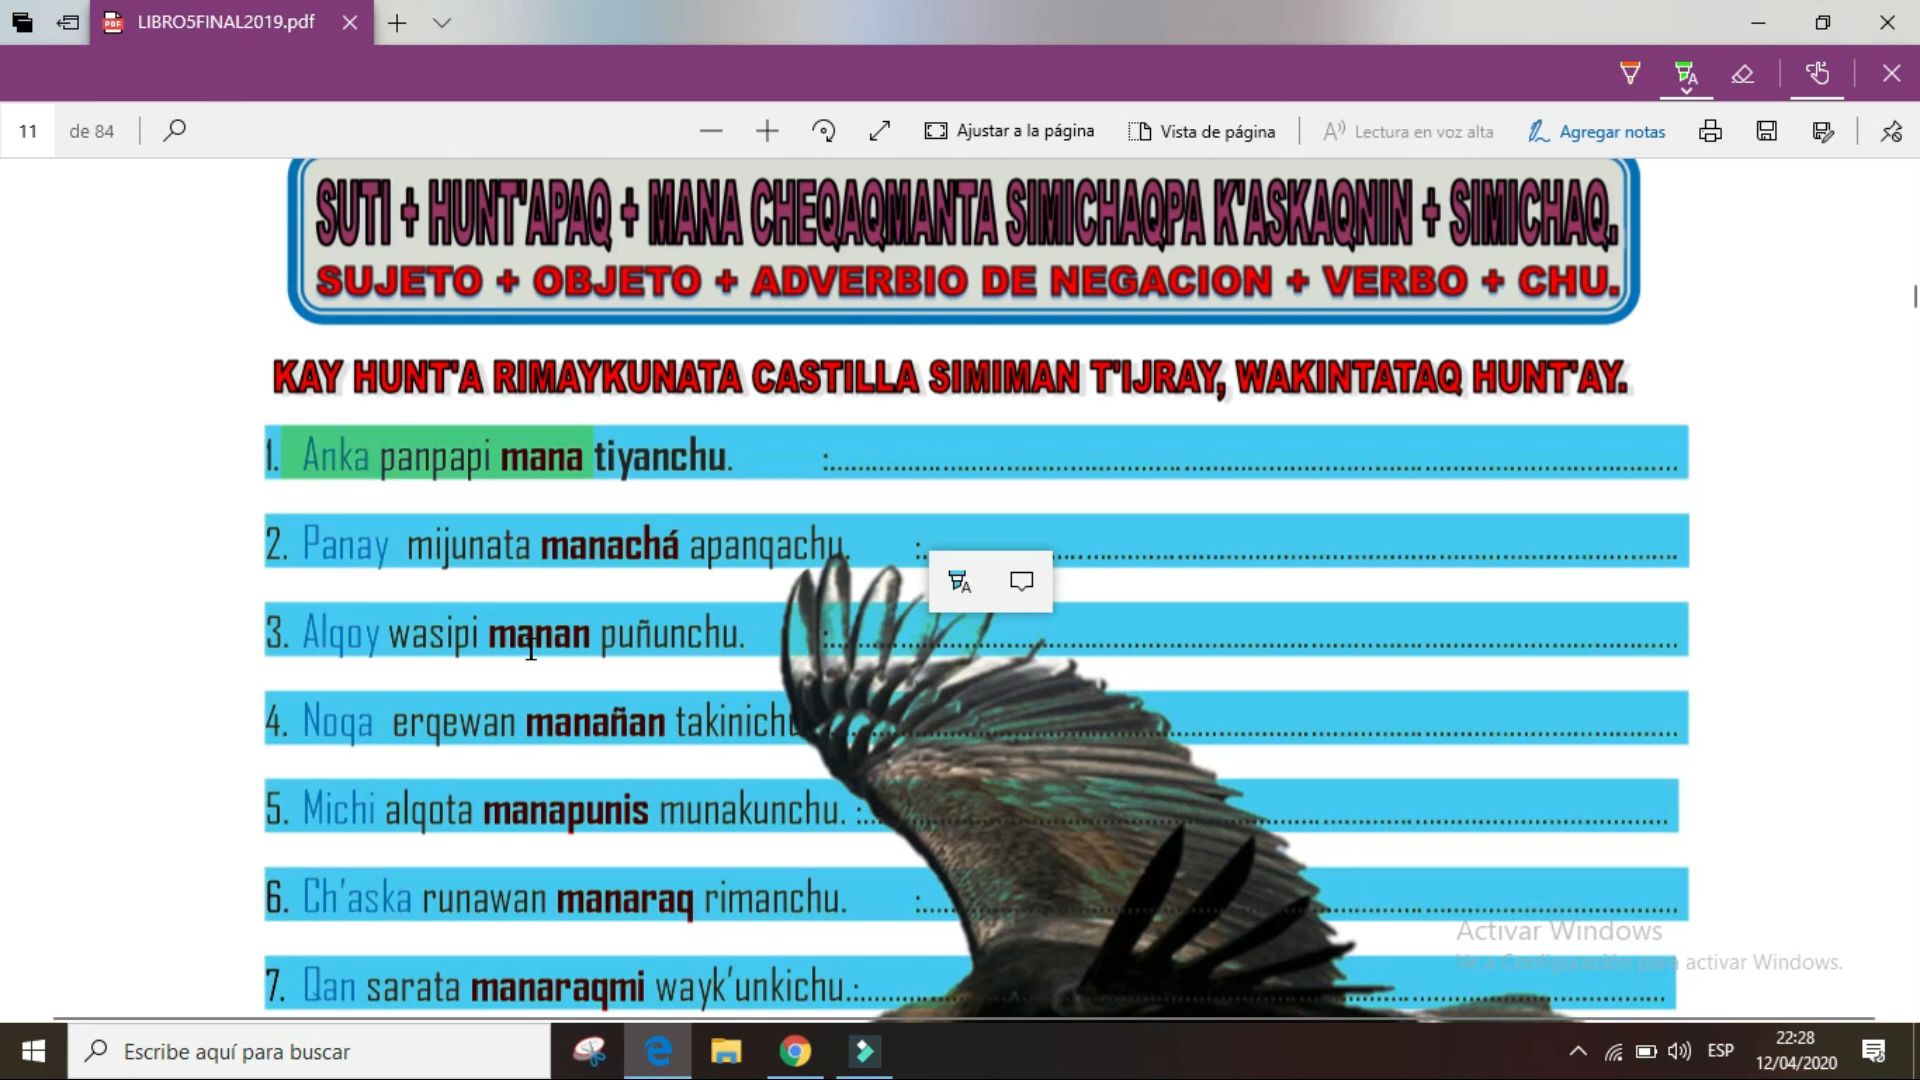 LIBRO5FINAL2019.pdf
11 de 84
Ajustar a la página
Vista de página
Lectura en voz alta
Agregar notas
SUTI + HUNT'APAQ + MANA CHEQAQMANTA SIMICHAQPA K'ASKAQNIN + SIMICHAQ.
SUJETO + OBJETO + ADVERBIO DE NEGACION + VERBO + CHU.
KAY HUNT'A RIMAYKUNATA CASTILLA SIMIMAN T'IJRAY, WAKINTATAQ HUNT'AY.
1. Anka panpapi mana tiyanchu. :
2. Panay mijunata manachá apanqachu. :
3. Alqoy wasipi manan puñunchu. :
4. Noqa erqewan manañan takinichu
5. Michi alqota manapunis munakunchu. :
6. Ch'aska runawan manaraq rimanchu. :
7. Qan sarata manaraqmi wayk'unkichu.:
Activar Windows
Ve a Configuración para activar Windows.
Escribe aquí para buscar
ESP
22:28
12/04/2020